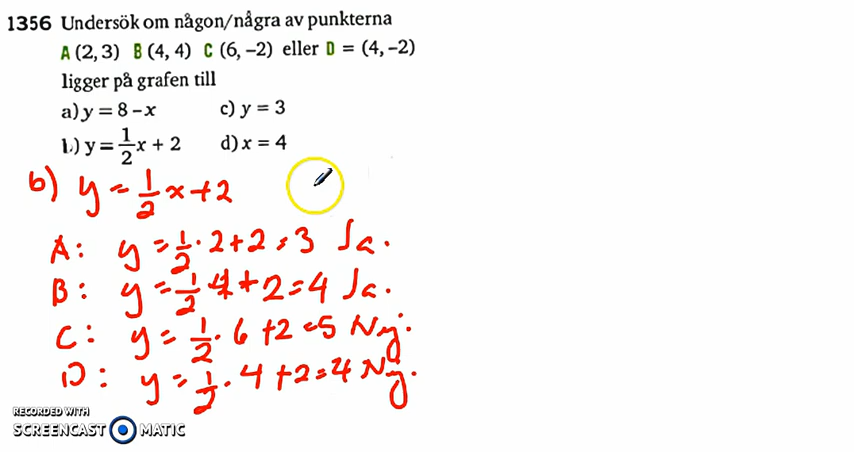 1356 Undersök om någon/några av punkterna
A (2, 3) B (4, 4) C (6, –2) eller D = (4, –2)
ligger på grafen till
a) y = 8 – x c) y = 3
b) y = 1/2 x + 2 d) x = 4
b) y = 1/2 x + 2
A: y = 1/2 · 2 + 2 = 3 Ja.
B: y = 1/2 4 + 2 = 4 Ja.
C: y = 1/2 · 6 + 2 = 5 Nej.
D: y = 1/2 · 4 + 2 = 4 Nej.
RECORDED WITH
SCREENCAST O MATIC